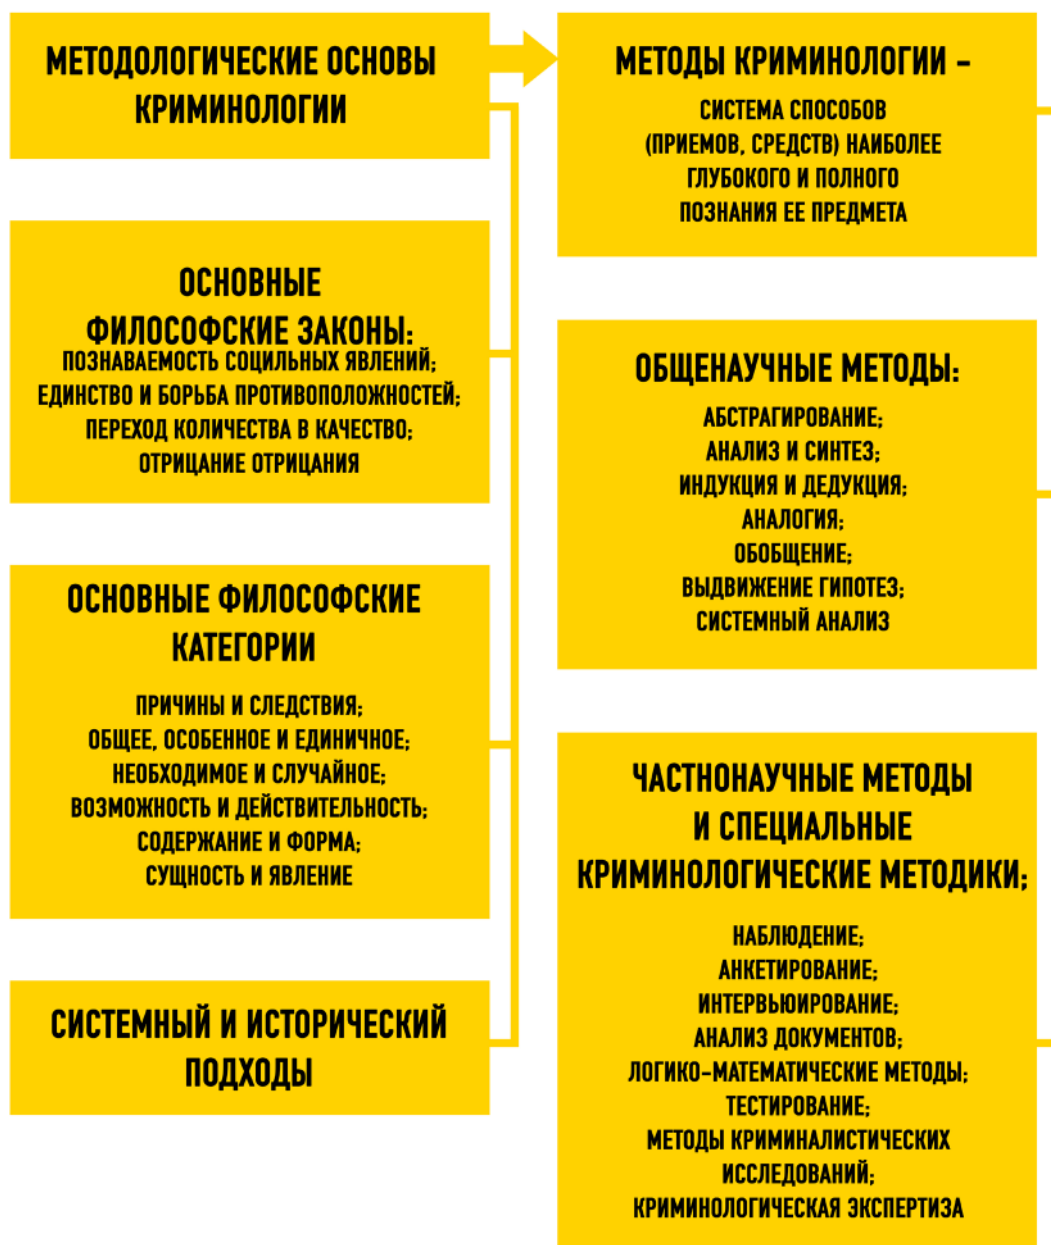 МЕТОДОЛОГИЧЕСКИЕ ОСНОВЫ
КРИМИНОЛОГИИ
ОСНОВНЫЕ
ФИЛОСОФСКИЕ ЗАКОНЫ:
ПОЗНАВАЕМОСТЬ СОЦИЛЬНЫХ ЯВЛЕНИЙ;
ЕДИНСТВО И БОРЬБА ПРОТИВОПОЛОЖНОСТЕЙ;
ПЕРЕХОД КОЛИЧЕСТВА В КАЧЕСТВО;
ОТРИЦАНИЕ ОТРИЦАНИЯ
ОСНОВНЫЕ ФИЛОСОФСКИЕ
КАТЕГОРИИ
ПРИЧИНЫ И СЛЕДСТВИЯ;
ОБЩЕЕ, ОСОБЕННОЕ И ЕДИНИЧНОЕ;
НЕОБХОДИМОЕ И СЛУЧАЙНОЕ;
ВОЗМОЖНОСТЬ И ДЕЙСТВИТЕЛЬНОСТЬ;
СОДЕРЖАНИЕ И ФОРМА;
СУЩНОСТЬ И ЯВЛЕНИЕ
СИСТЕМНЫЙ И ИСТОРИЧЕСКИЙ
ПОДХОДЫ
МЕТОДЫ КРИМИНОЛОГИИ –
СИСТЕМА СПОСОБОВ
(ПРИЕМОВ, СРЕДСТВ) НАИБОЛЕЕ
ГЛУБОКОГО И ПОЛНОГО
ПОЗНАНИЯ ЕЕ ПРЕДМЕТА
ОБЩЕНАУЧНЫЕ МЕТОДЫ:
АБСТРАГИРОВАНИЕ;
АНАЛИЗ И СИНТЕЗ;
ИНДУКЦИЯ И ДЕДУКЦИЯ;
АНАЛОГИЯ;
ОБОБЩЕНИЕ;
ВЫДВИЖЕНИЕ ГИПОТЕЗ;
СИСТЕМНЫЙ АНАЛИЗ
ЧАСТНОНАУЧНЫЕ МЕТОДЫ
И СПЕЦИАЛЬНЫЕ
КРИМИНОЛОГИЧЕСКИЕ МЕТОДИКИ;
НАБЛЮДЕНИЕ;
АНКЕТИРОВАНИЕ;
ИНТЕРВЬЮИРОВАНИЕ;
АНАЛИЗ ДОКУМЕНТОВ;
ЛОГИКО-МАТЕМАТИЧЕСКИЕ МЕТОДЫ;
ТЕСТИРОВАНИЕ;
МЕТОДЫ КРИМИНАЛИСТИЧЕСКИХ
ИССЛЕДОВАНИЙ;
КРИМИНОЛОГИЧЕСКАЯ ЭКСПЕРТИЗА